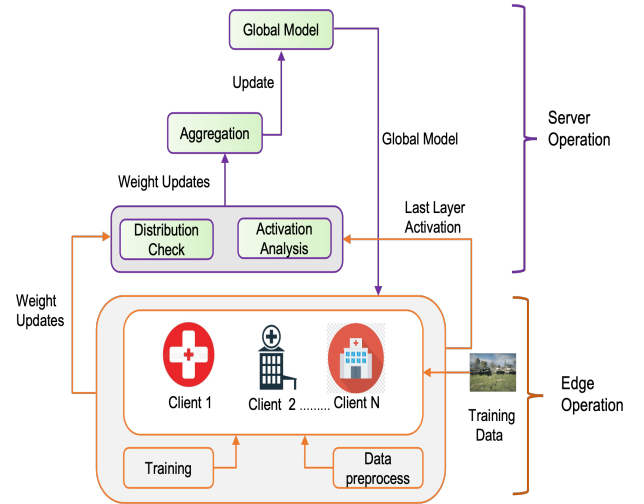 Global Model
Update
Aggregation
Server
Operation
Global Model
Weight Updates
Last Layer
Activation
Distribution
Check
Activation
Analysis
Weight
Updates
Client 1
Client 2 .........
Client N
Training
Data
Edge
Operation
Training
Data
preprocess